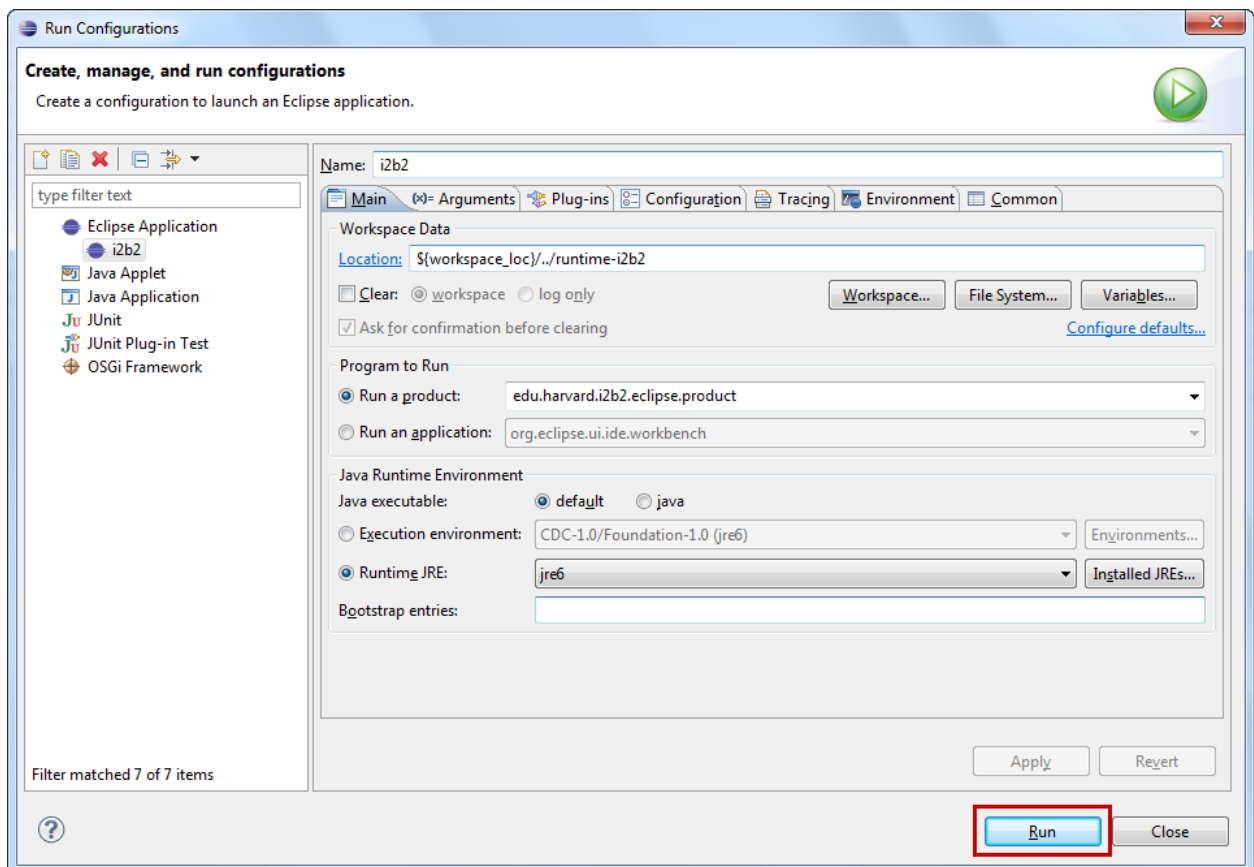 Run Configurations
Create, manage, and run configurations
Create a configuration to launch an Eclipse application.
type filter text
Eclipse Application
i2b2
Java Applet
Java Application
JUnit
JUnit Plug-in Test
OSGi Framework
Filter matched 7 of 7 items
Name: i2b2
Main (x)= Arguments Plug-ins Configuration Tracing Environment Common
Workspace Data
Location: ${workspace_loc}/../runtime-i2b2
Clear: workspace log only Workspace... File System... Variables...
Ask for confirmation before clearing Configure defaults...
Program to Run
Run a product: edu.harvard.i2b2.eclipse.product
Run an application: org.eclipse.ui.ide.workbench
Java Runtime Environment
Java executable: default java
Execution environment: CDC-1.0/Foundation-1.0 (jre6) Environments...
Runtime JRE: jre6 Installed JREs...
Bootstrap entries:
Apply Revert
Run Close